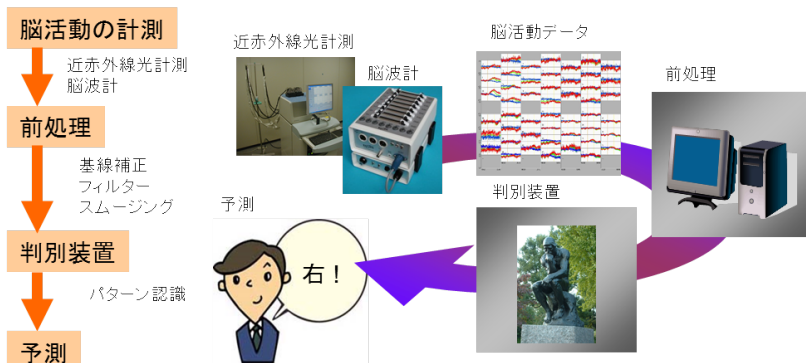 脳活動の計測
近赤外線光計測
脳波計
前処理
基線補正
フィルター
スムージング
判別装置
パターン認識
予測
近赤外線光計測
脳波計
脳活動データ
前処理
判別装置
予測
右！